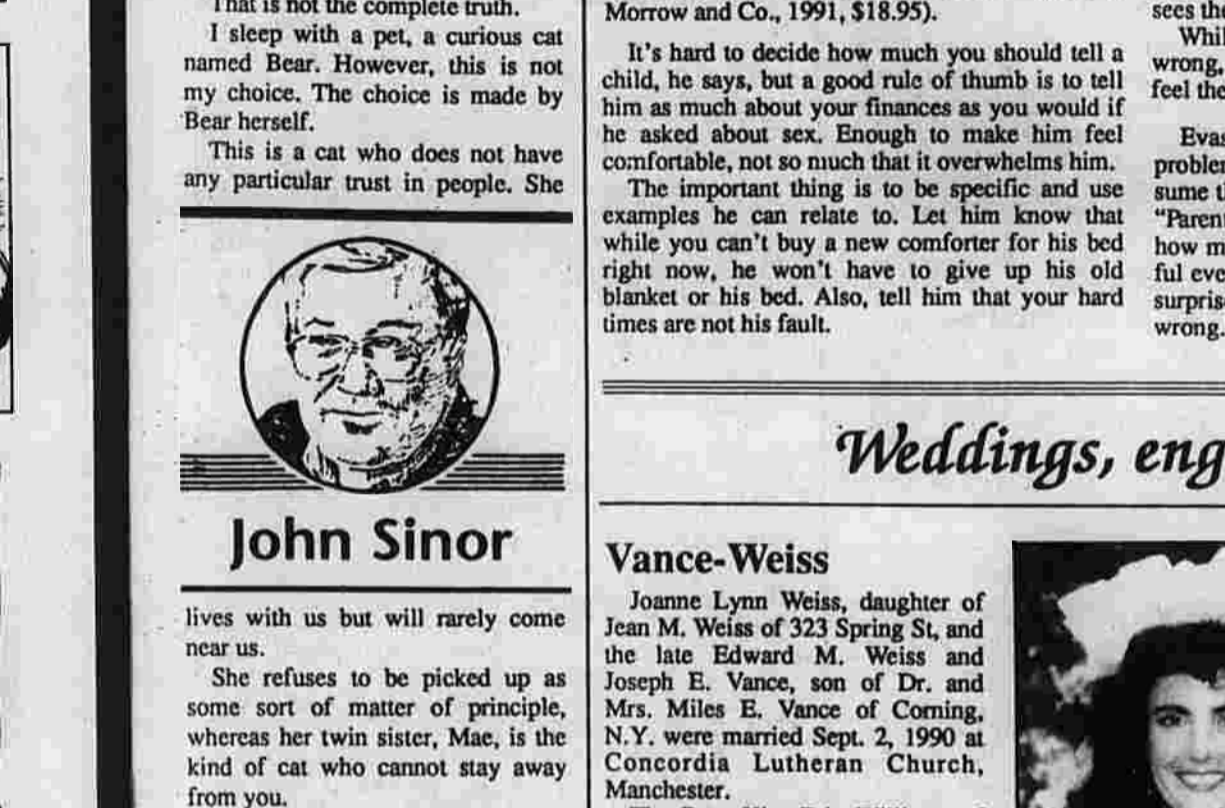 That is not the complete truth.
I sleep with a pet, a curious cat
named Bear. However, this is not
my choice. The choice is made by
Bear herself.
This is a cat who does not have
any particular trust in people. She
John Sinor
lives with us but will rarely come
near us.
She refuses to be picked up as
some sort of matter of principle,
whereas her twin sister, Mae, is the
kind of cat who cannot stay away
from you.
Morrow and Co., 1991, $18.95).
It's hard to decide how much you should tell a
child, he says, but a good rule of thumb is to tell
him as much about your finances as you would if
he asked about sex. Enough to make him feel
comfortable, not so much that it overwhelms him.
The important thing is to be specific and use
examples he can relate to. Let him know that
while you can't buy a new comforter for his bed
right now, he won't have to give up his old
blanket or his bed. Also, tell him that your hard
times are not his fault.
sees
wrong,
feel
problem
"Paren
how
ful
surpris
wrong.
Weddings, eng
Vance-Weiss
Joanne Lynn Weiss, daughter of
Jean M. Weiss of 323 Spring St, and
the late Edward M. Weiss and
Joseph E. Vance, son of Dr. and
Mrs. Miles E. Vance of Corning,
N.Y. were married Sept. 2, 1990 at
Concordia Lutheran Church,
Manchester.